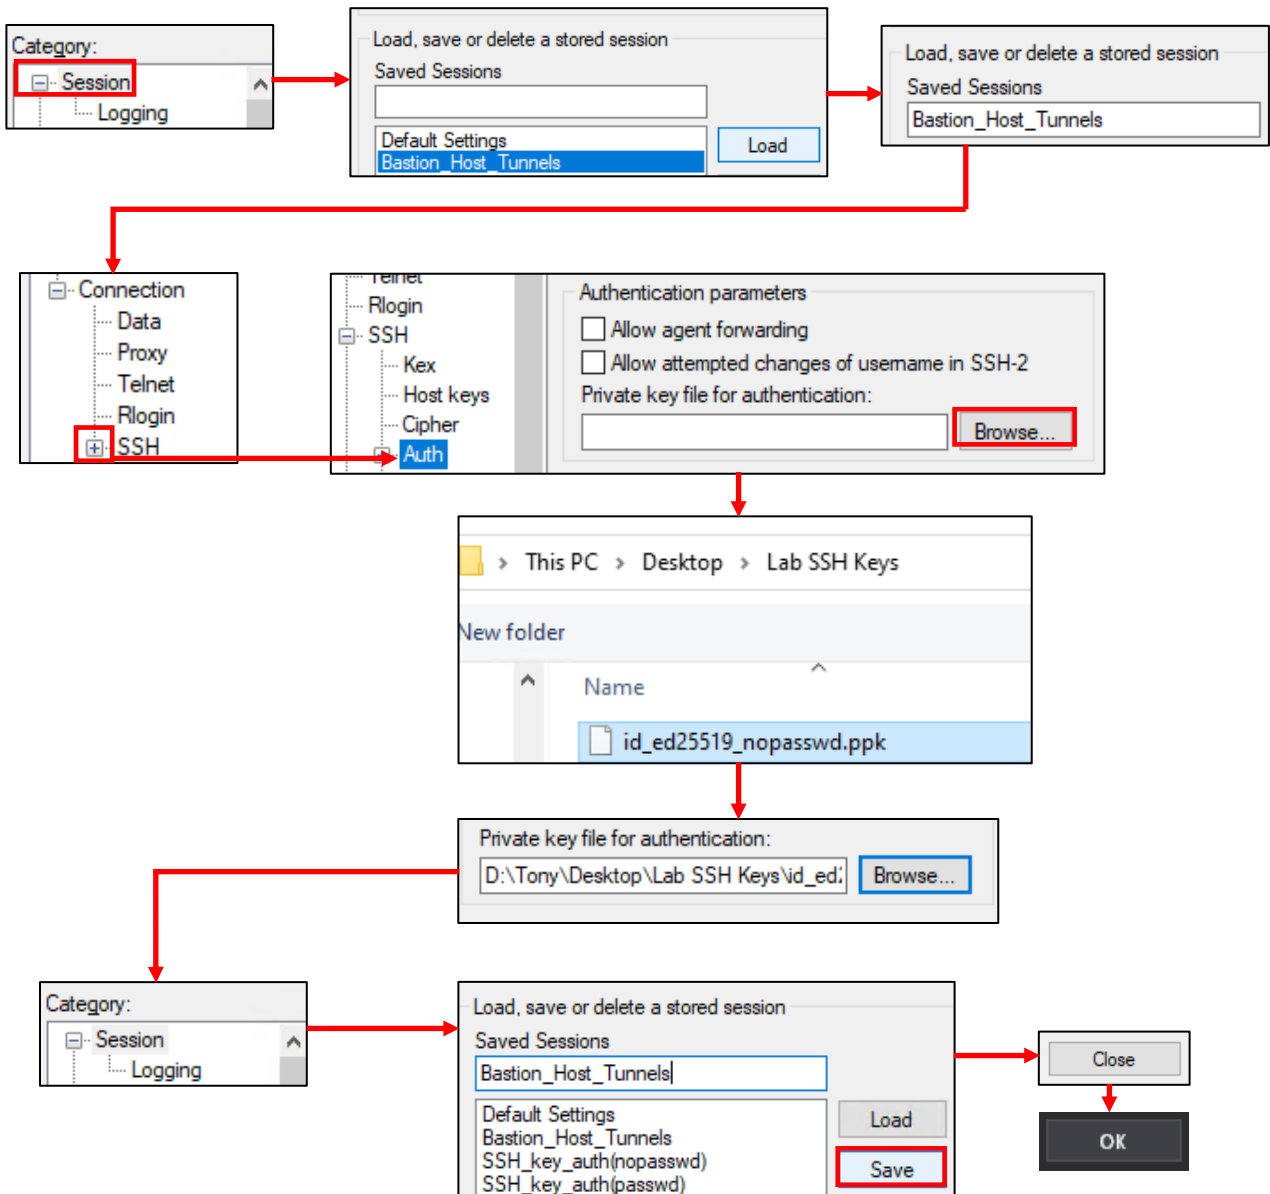 Category:
Session
Logging
Load, save or delete a stored session
Saved Sessions
Default Settings
Bastion_Host_Tunnels
Load
Load, save or delete a stored session
Saved Sessions
Bastion_Host_Tunnels
Connection
Data
Proxy
Telnet
Rlogin
SSH
Telnet
Rlogin
SSH
Kex
Host keys
Cipher
Auth
Authentication parameters
Allow agent forwarding
Allow attempted changes of username in SSH-2
Private key file for authentication:
Browse...
> This PC > Desktop > Lab SSH Keys
New folder
Name
id_ed25519_nopasswd.ppk
Private key file for authentication:
D:\Tony\Desktop\Lab SSH Keys\id_ed
Browse...
Category:
Session
Logging
Load, save or delete a stored session
Saved Sessions
Bastion_Host_Tunnels
Default Settings
Bastion_Host_Tunnels
SSH_key_auth(nopasswd)
SSH_key_auth(passwd)
Load
Save
Close
OK